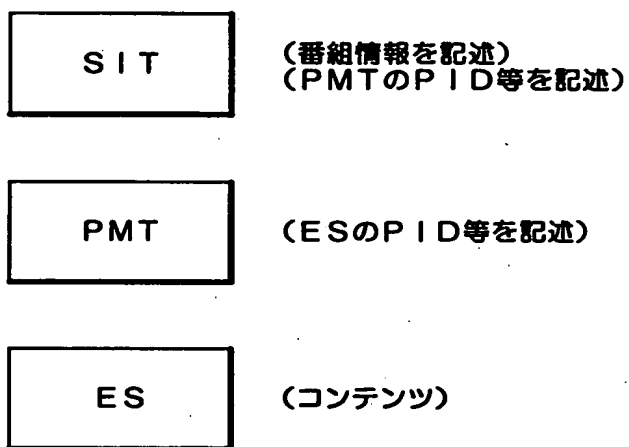 SIT
(番組情報を記述)
(PMTのPID等を記述)
PMT
(ESのPID等を記述)
ES
(コンテンツ)